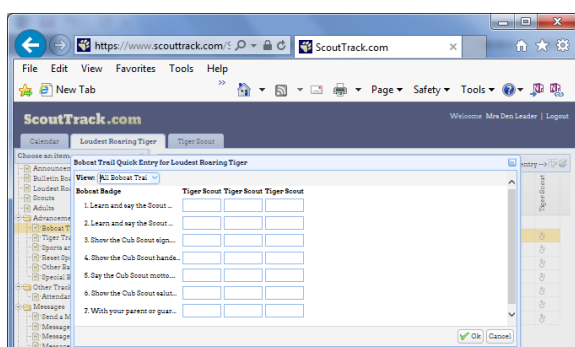 https://www.scouttrack.com/S
ScoutTrack.com
File Edit View Favorites Tools Help
New Tab
Page Safety Tools
ScoutTrack.com
Welcome Mrs Den Leader | Logout
Calendar Loudest Roaring Tiger Tiger Scout
Choose an item
Bobcat Trail Quick Entry for Loudest Roaring Tiger
entry -->
Announcem
View: All Bobcat Trai
Bulletin Boa
Bobcat Badge Tiger Scout Tiger Scout Tiger Scout
Loudest Ro
Scouts
1. Learn and say the Scout ...
Tiger Scout
Adults
Advanceme
2. Learn and say the Scout ...
Bobcat T
Tiger Tra
3. Show the Cub Scout sign...
Sports an
Reset Spo
4. Show the Cub Scout hands...
Other Ba
Special E
5. Say the Cub Scout motto...
Other Track
Attendan
6. Show the Cub Scout salut...
Messages
Send a M
7. With your parent or guar...
Message
Message
Ok Cancel
Message